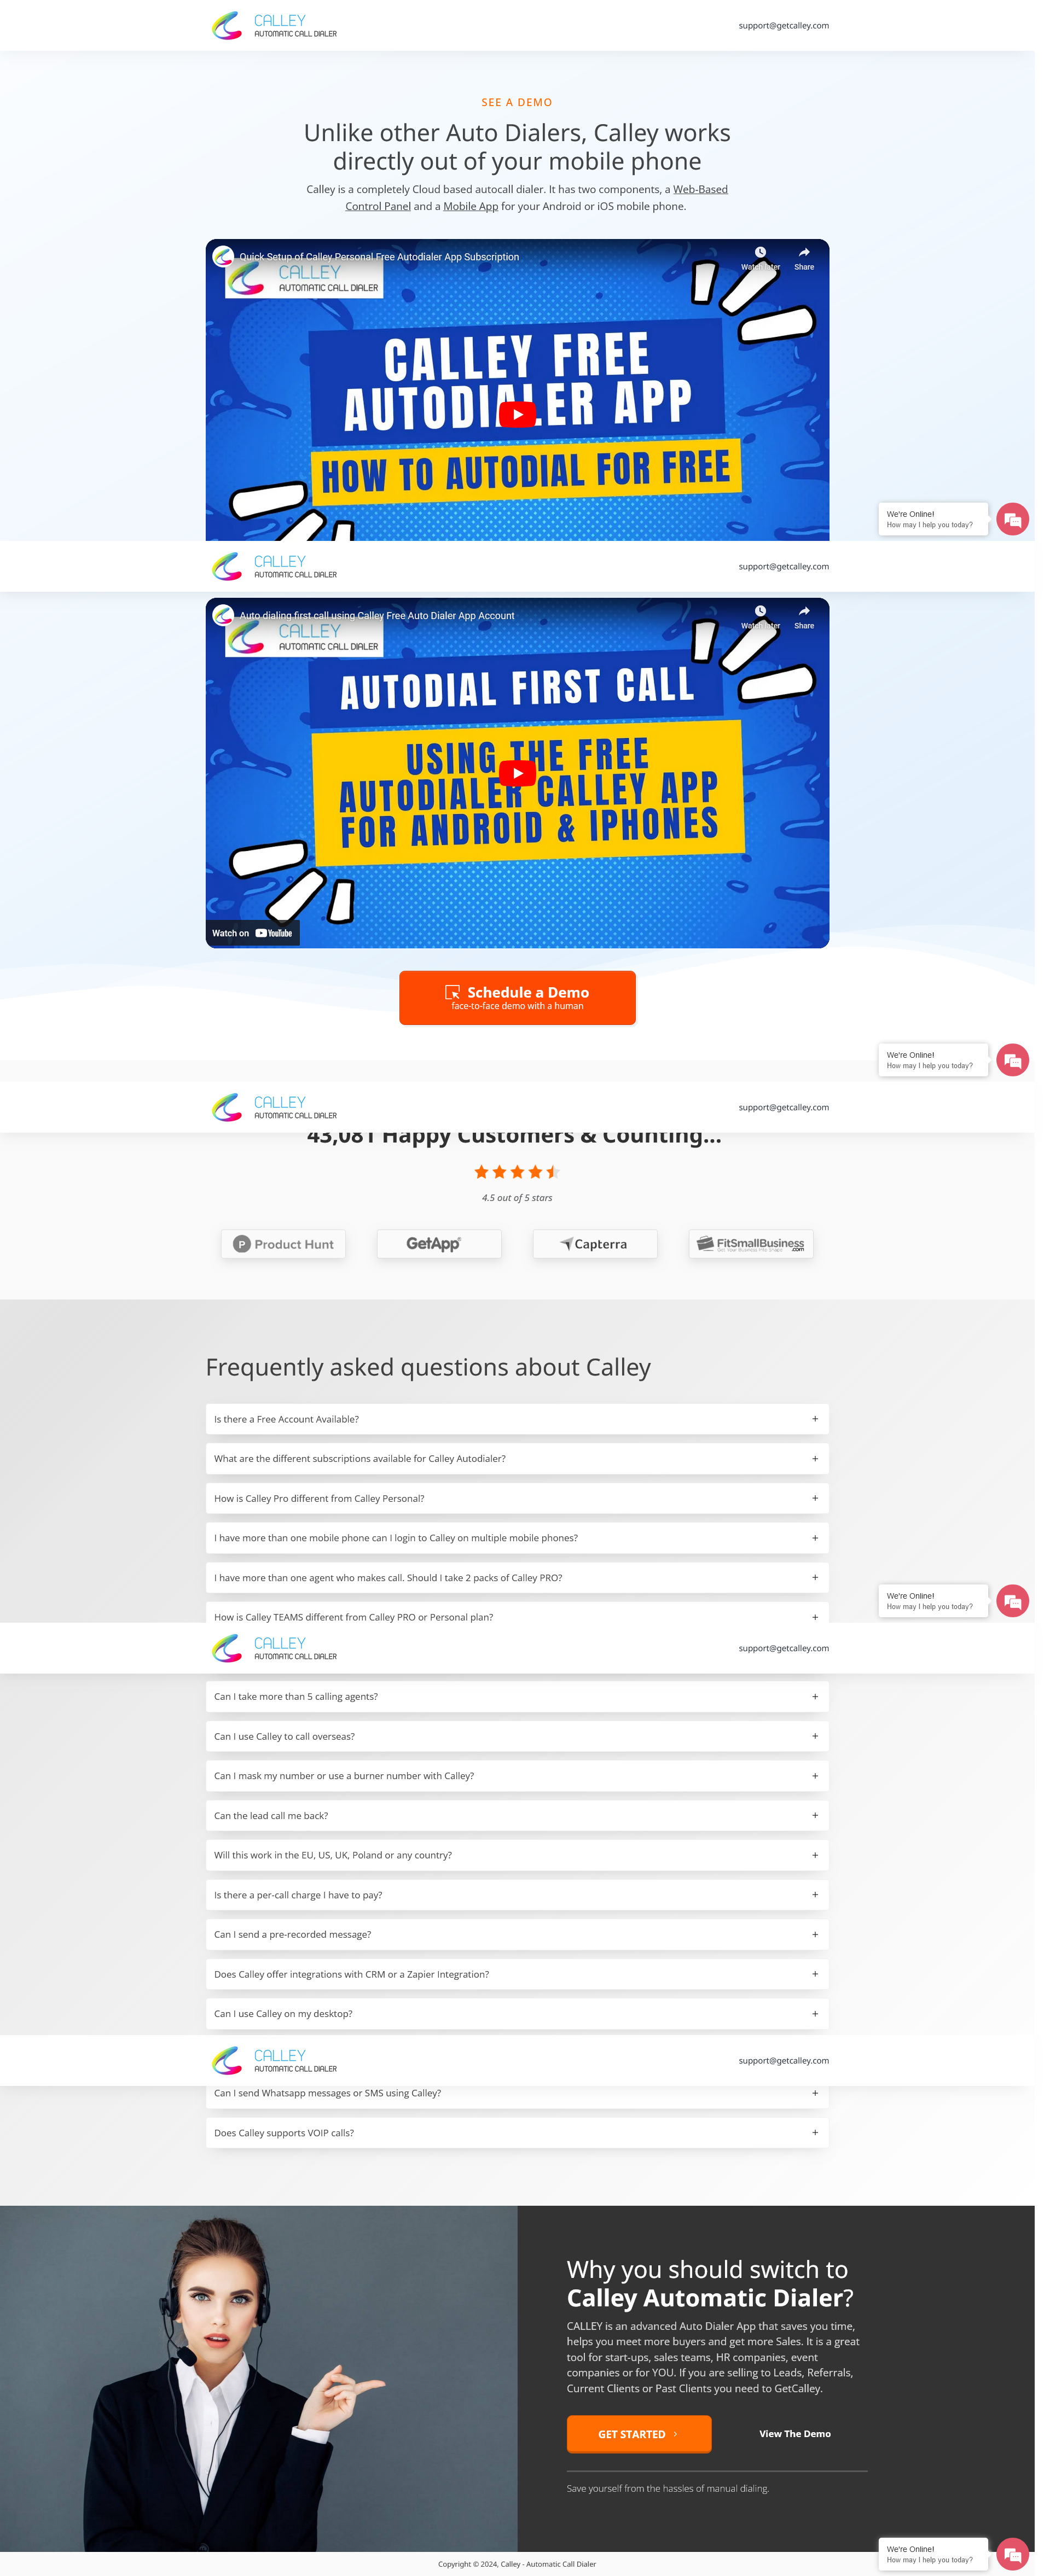 CALLEY
AUTOMATIC CALL DIALER
support@getcalley.com
SEE A DEMO
Unlike other Auto Dialers, Calley works
directly out of your mobile phone
Calley is a completely Cloud based autocall dialer. It has two components, a Web-Based
Control Panel and a Mobile App for your Android or iOS mobile phone.
Quick Setup of Calley Personal Free Autodialer App Subscription
Watch later
Share
CALLEY
AUTOMATIC CALL DIALER
CALLEY FREE
AUTODIALER APP
HOW TO AUTODIAL FOR FREE
We're Online!
How may I help you today?
CALLEY
AUTOMATIC CALL DIALER
support@getcalley.com
Auto dialing first call using Calley Free Auto Dialer App Account
Watch later
Share
CALLEY
AUTOMATIC CALL DIALER
AUTODIAL FIRST CALL
USING THE FREE
AUTODIALER CALLEY APP
FOR ANDROID & IPHONES
Watch on YouTube
Schedule a Demo
face-to-face demo with a human
We're Online!
How may I help you today?
CALLEY
AUTOMATIC CALL DIALER
support@getcalley.com
43,081 Happy Customers & Counting...
4.5 out of 5 stars
P Product Hunt
GetApp
Capterra
FitSmallBusiness
.com
Frequently asked questions about Calley
Is there a Free Account Available? +
What are the different subscriptions available for Calley Autodialer? +
How is Calley Pro different from Calley Personal? +
I have more than one mobile phone can I login to Calley on multiple mobile phones? +
I have more than one agent who makes call. Should I take 2 packs of Calley PRO? +
We're Online!
How may I help you today?
How is Calley TEAMS different from Calley PRO or Personal plan? +
CALLEY
AUTOMATIC CALL DIALER
support@getcalley.com
Can I take more than 5 calling agents? +
Can I use Calley to call overseas? +
Can I mask my number or use a burner number with Calley? +
Can the lead call me back? +
Will this work in the EU, US, UK, Poland or any country? +
Is there a per-call charge I have to pay? +
Can I send a pre-recorded message? +
Does Calley offer integrations with CRM or a Zapier Integration? +
Can I use Calley on my desktop? +
CALLEY
AUTOMATIC CALL DIALER
support@getcalley.com
Can I send Whatsapp messages or SMS using Calley? +
Does Calley supports VOIP calls? +
Why you should switch to
Calley Automatic Dialer?
CALLEY is an advanced Auto Dialer App that saves you time,
helps you meet more buyers and get more Sales. It is a great
tool for start-ups, sales teams, HR companies, event
companies or for YOU. If you are selling to Leads, Referrals,
Current Clients or Past Clients you need to GetCalley.
GET STARTED >
View The Demo
Save yourself from the hassles of manual dialing.
We're Online!
How may I help you today?
Copyright © 2024, Calley - Automatic Call Dialer